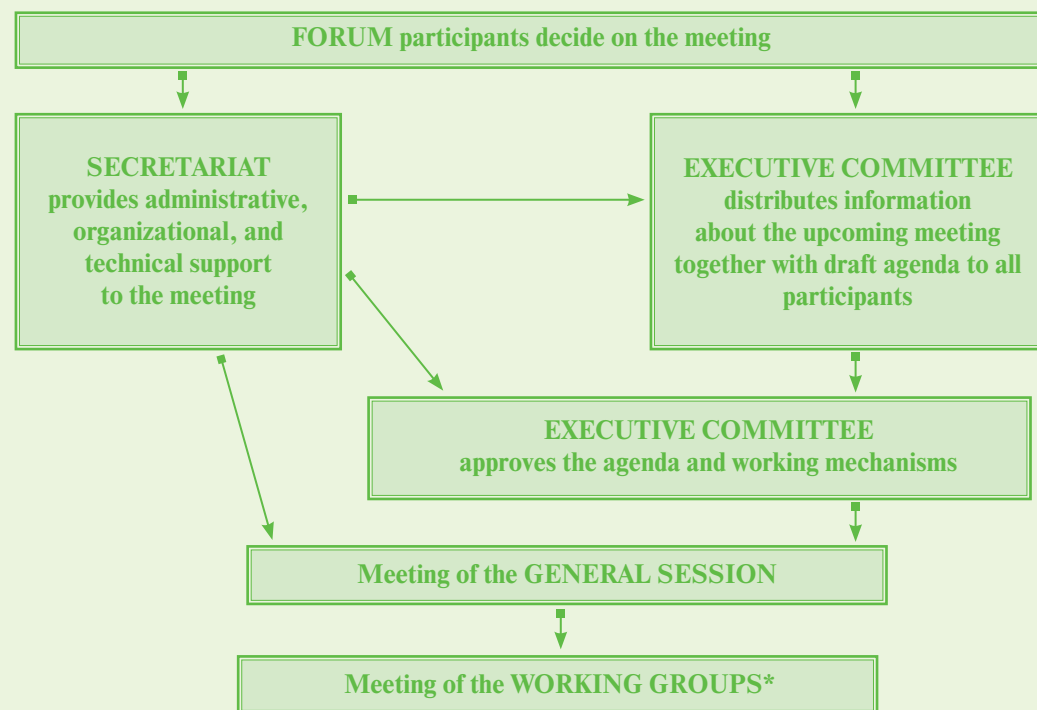 FORUM participants decide on the meeting
SECRETARIAT
provides administrative,
organizational, and
technical support
to the meeting
EXECUTIVE COMMITTEE
distributes information
about the upcoming meeting
together with draft agenda to all
participants
EXECUTIVE COMMITTEE
approves the agenda and working mechanisms
Meeting of the GENERAL SESSION
Meeting of the WORKING GROUPS*